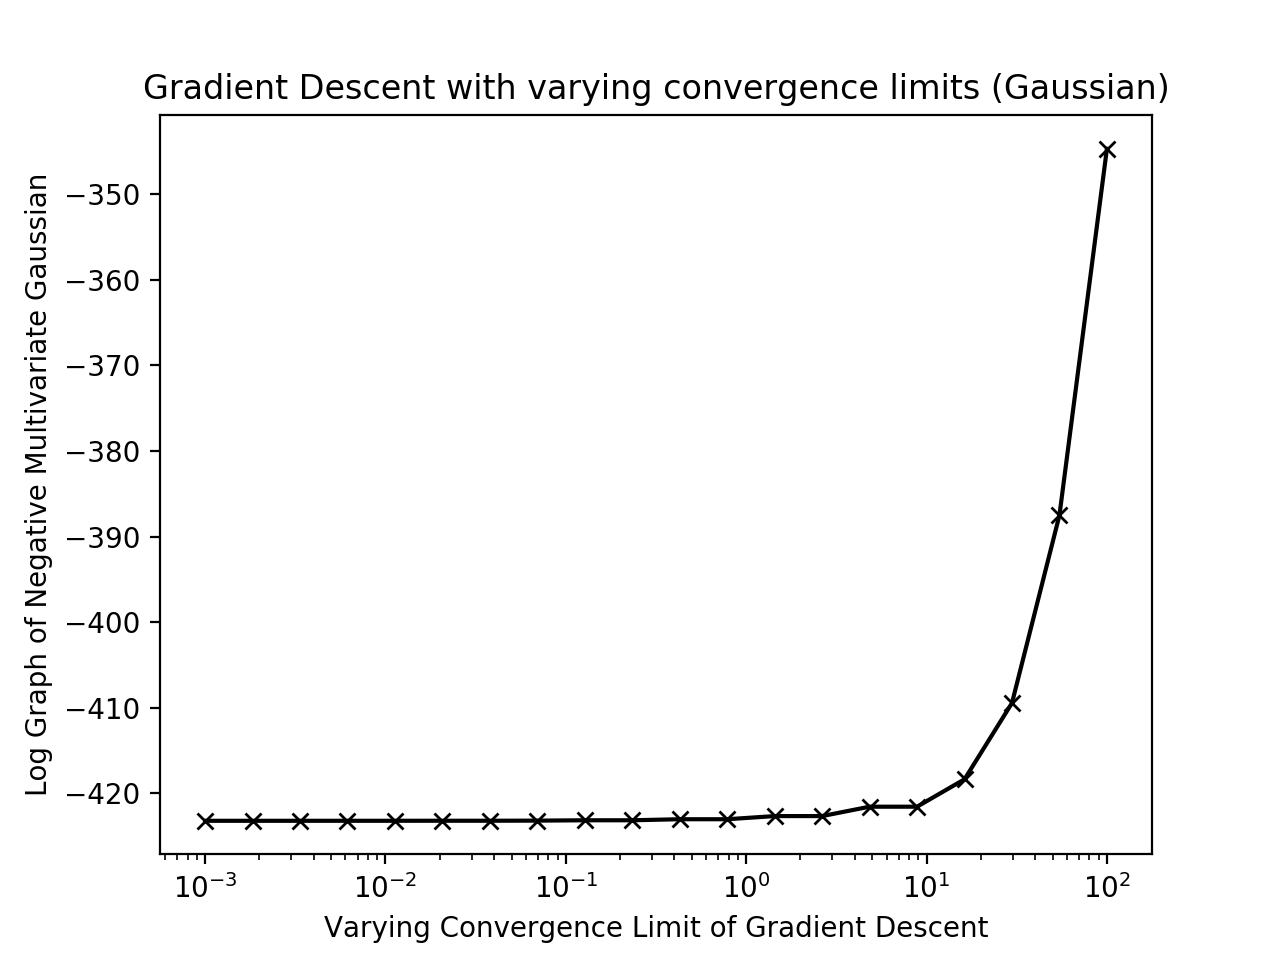 Gradient Descent with varying convergence limits (Gaussian)
Log Graph of Negative Multivariate Gaussian
−350
−360
−370
−380
−390
−400
−410
−420
10⁻³ 10⁻² 10⁻¹ 10⁰ 10¹ 10²
Varying Convergence Limit of Gradient Descent